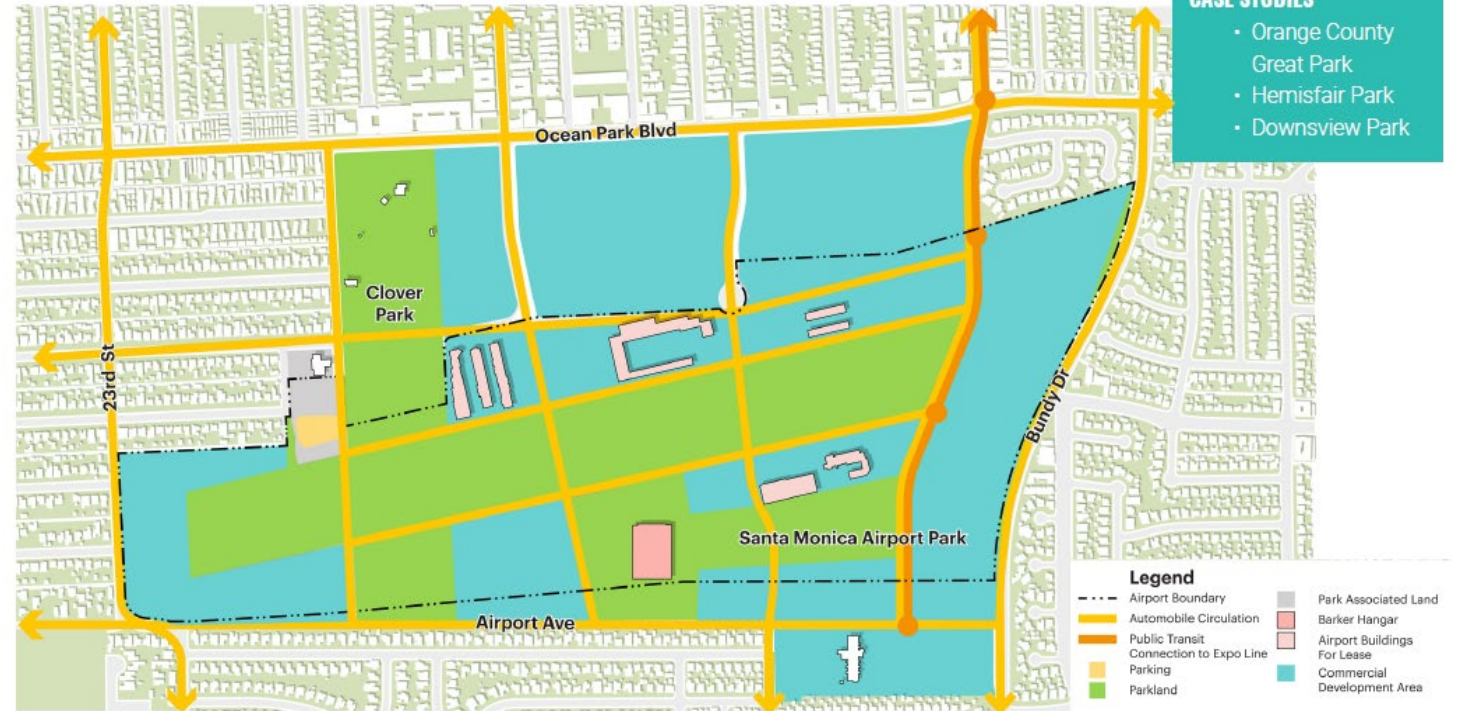 CASE STUDIES
• Orange County
Great Park
• Hemisfair Park
• Downsview Park
Ocean Park Blvd
Clover
Park
23rd St
Bundy Dr
Santa Monica Airport Park
Airport Ave
Legend
Airport Boundary
Automobile Circulation
Public Transit
Connection to Expo Line
Parking
Parkland
Park Associated Land
Barker Hangar
Airport Buildings
For Lease
Commercial
Development Area